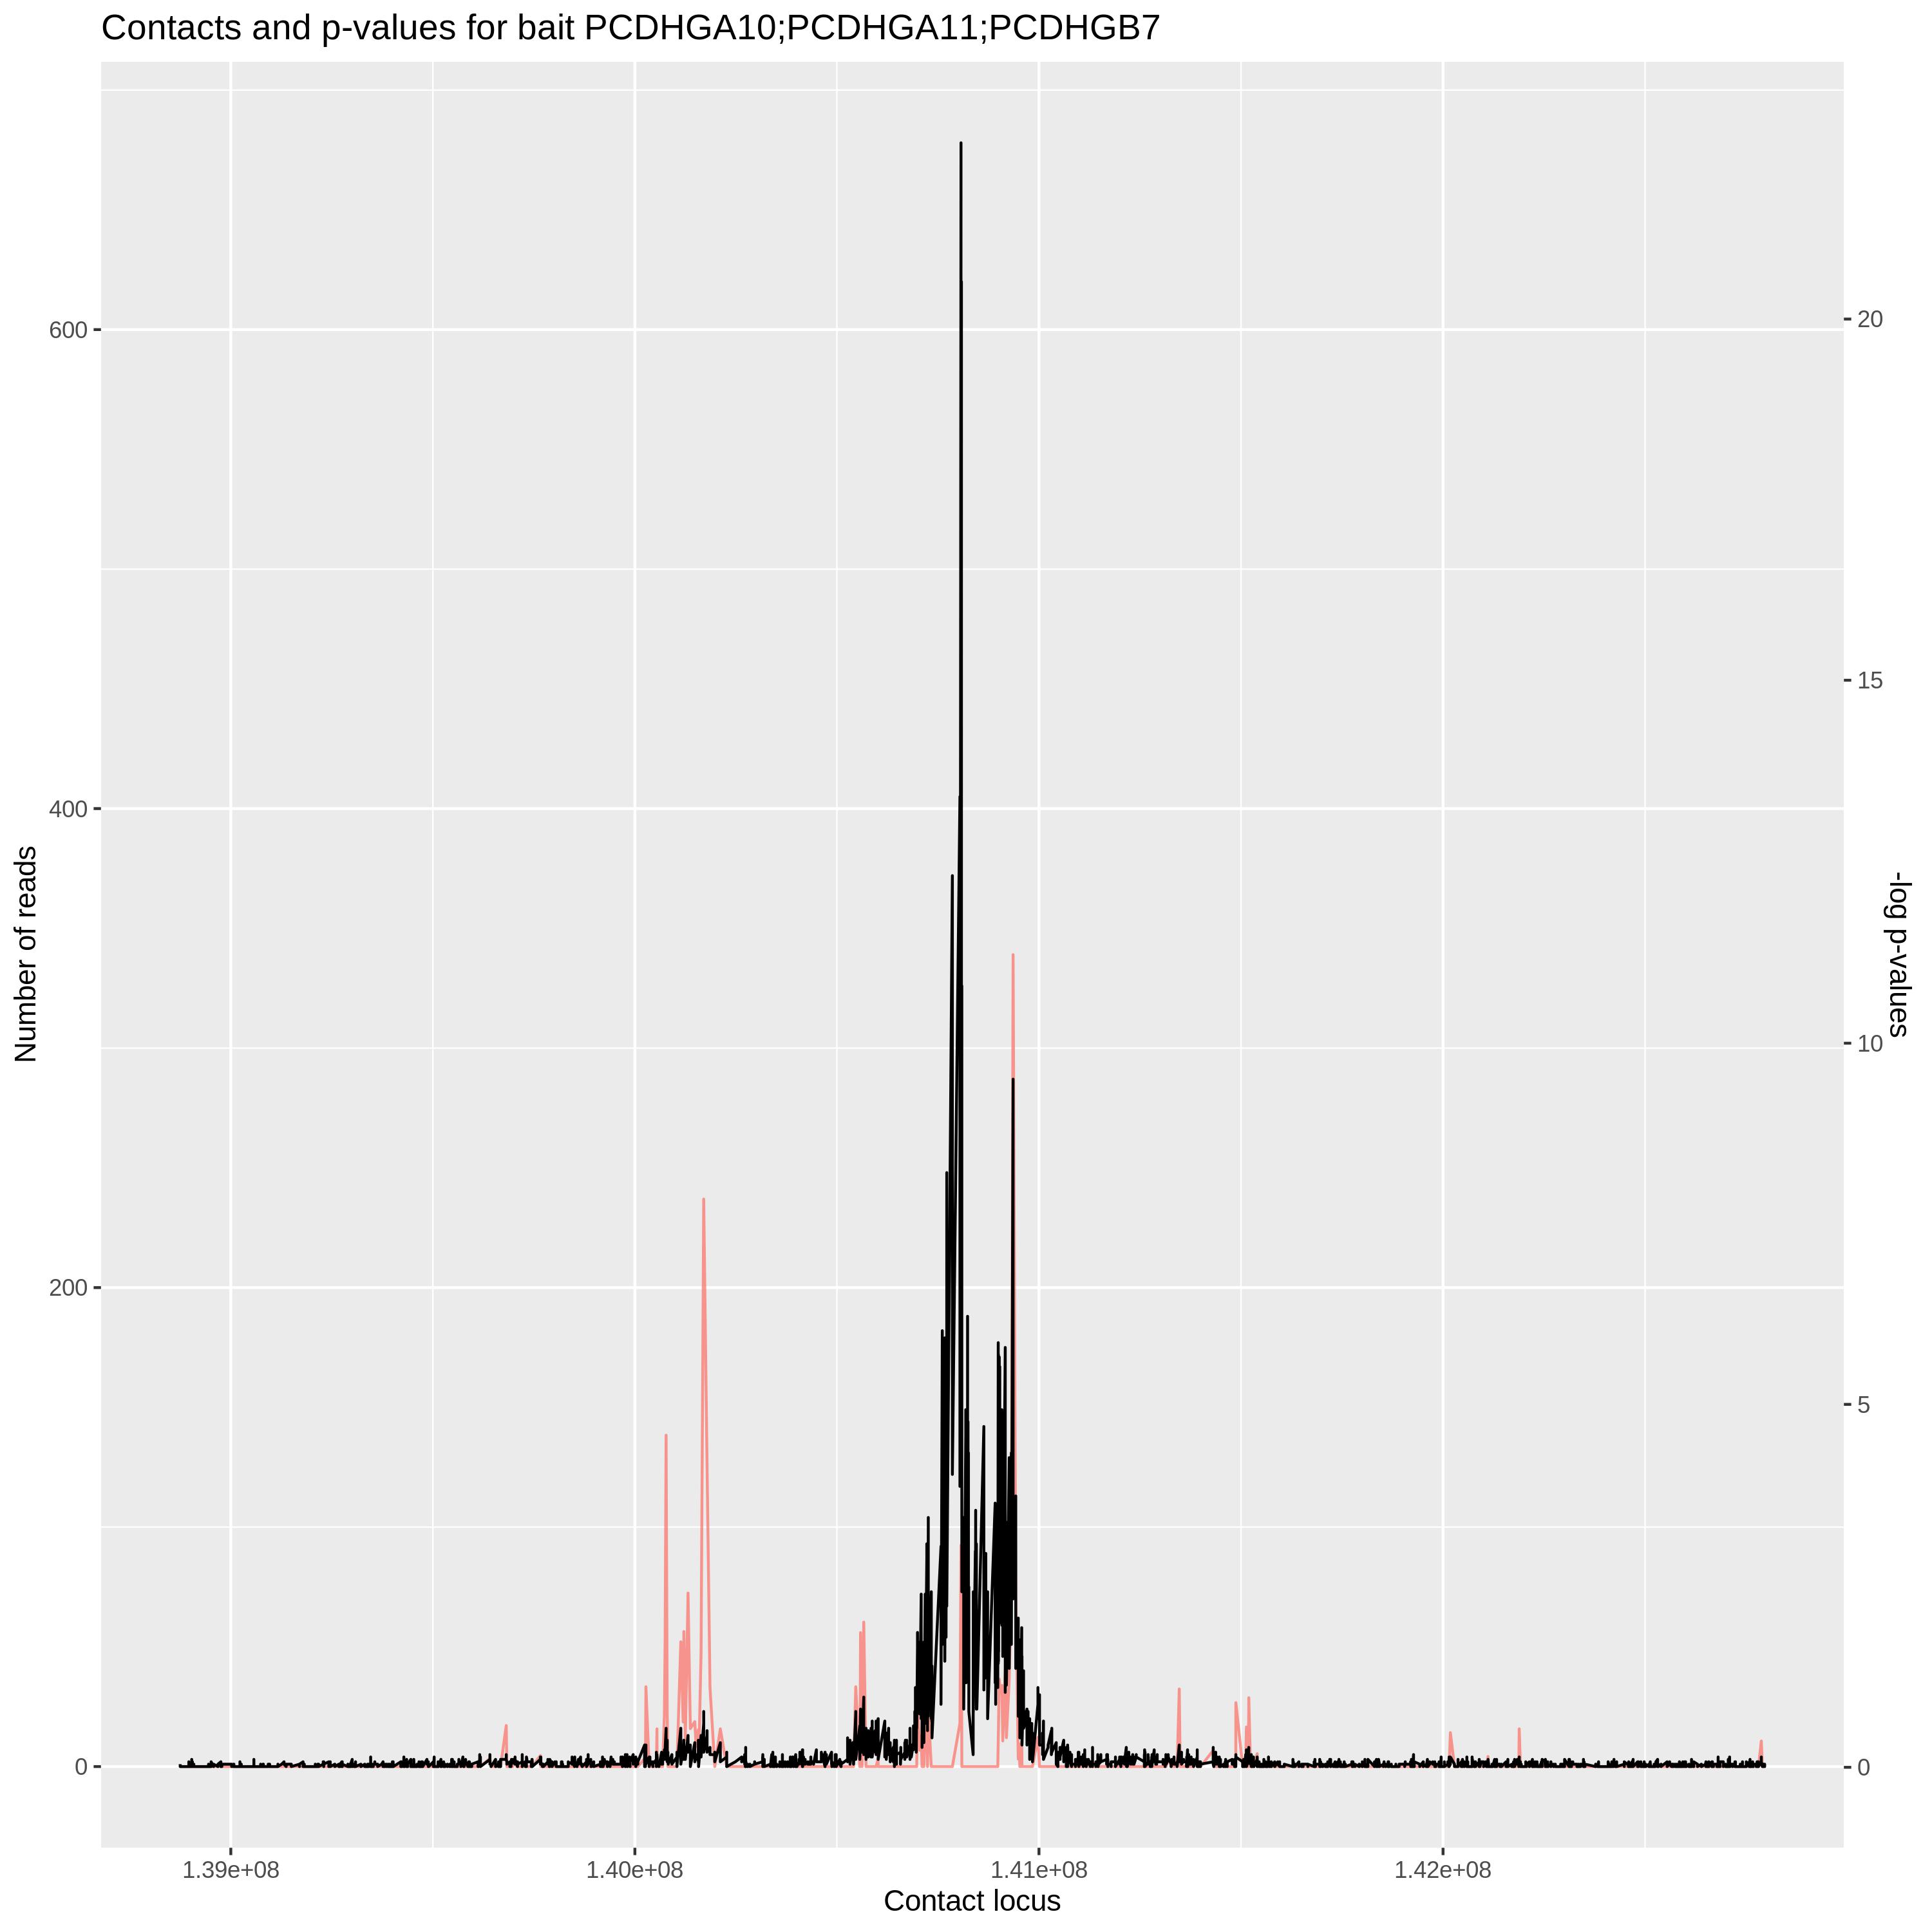 Contacts and p-values for bait PCDHGA10;PCDHGA11;PCDHGB7
600
400
200
0
Number of reads
20
15
10
5
0
-log p-values
1.39e+08
1.40e+08
1.41e+08
1.42e+08
Contact locus